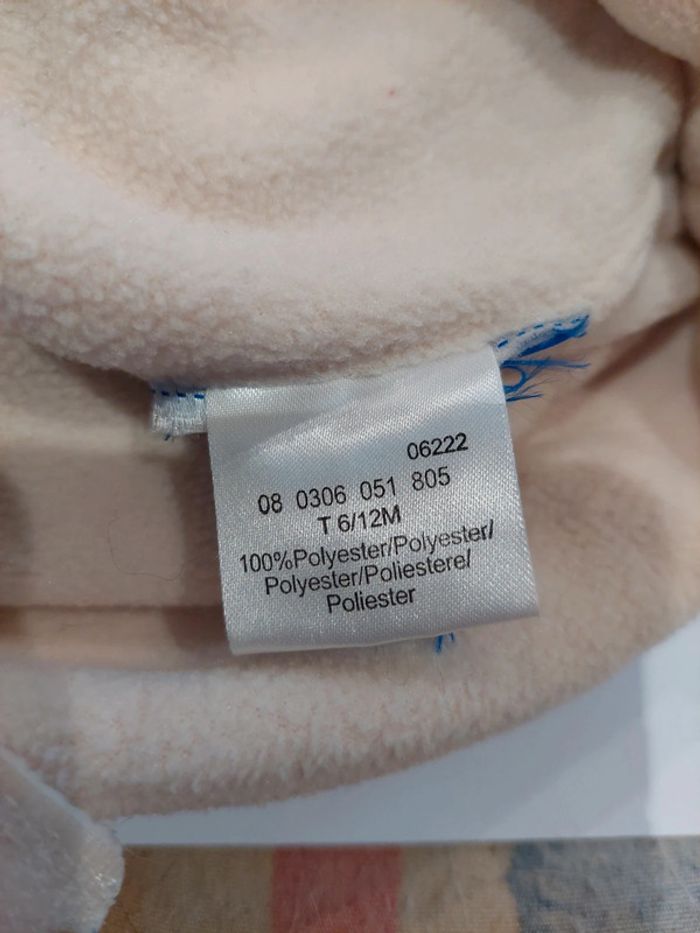 06222
08 0306 051 805
T 6/12M
100%Polyester/Polyester/
Polyester/Poliestere/
Poliester